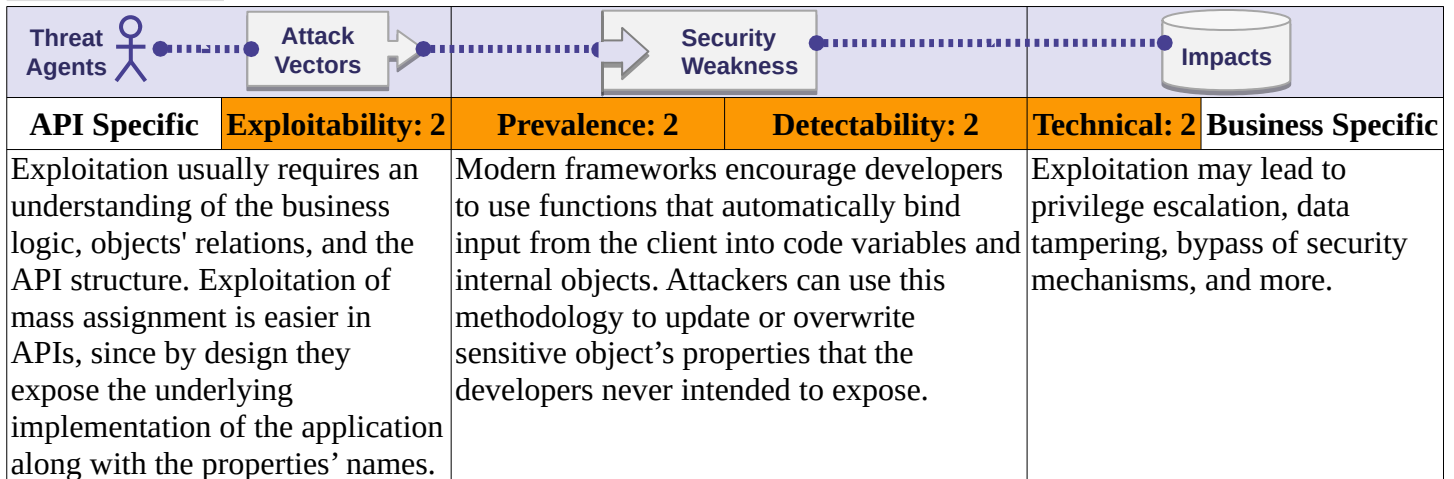 Threat
Agents
Attack
Vectors
Security
Weakness
Impacts
API Specific
Exploitability: 2
Prevalence: 2
Detectability: 2
Technical: 2
Business Specific
Exploitation usually requires an
understanding of the business
logic, objects' relations, and the
API structure. Exploitation of
mass assignment is easier in
APIs, since by design they
expose the underlying
implementation of the application
along with the properties’ names.
Modern frameworks encourage developers
to use functions that automatically bind
input from the client into code variables and
internal objects. Attackers can use this
methodology to update or overwrite
sensitive object’s properties that the
developers never intended to expose.
Exploitation may lead to
privilege escalation, data
tampering, bypass of security
mechanisms, and more.